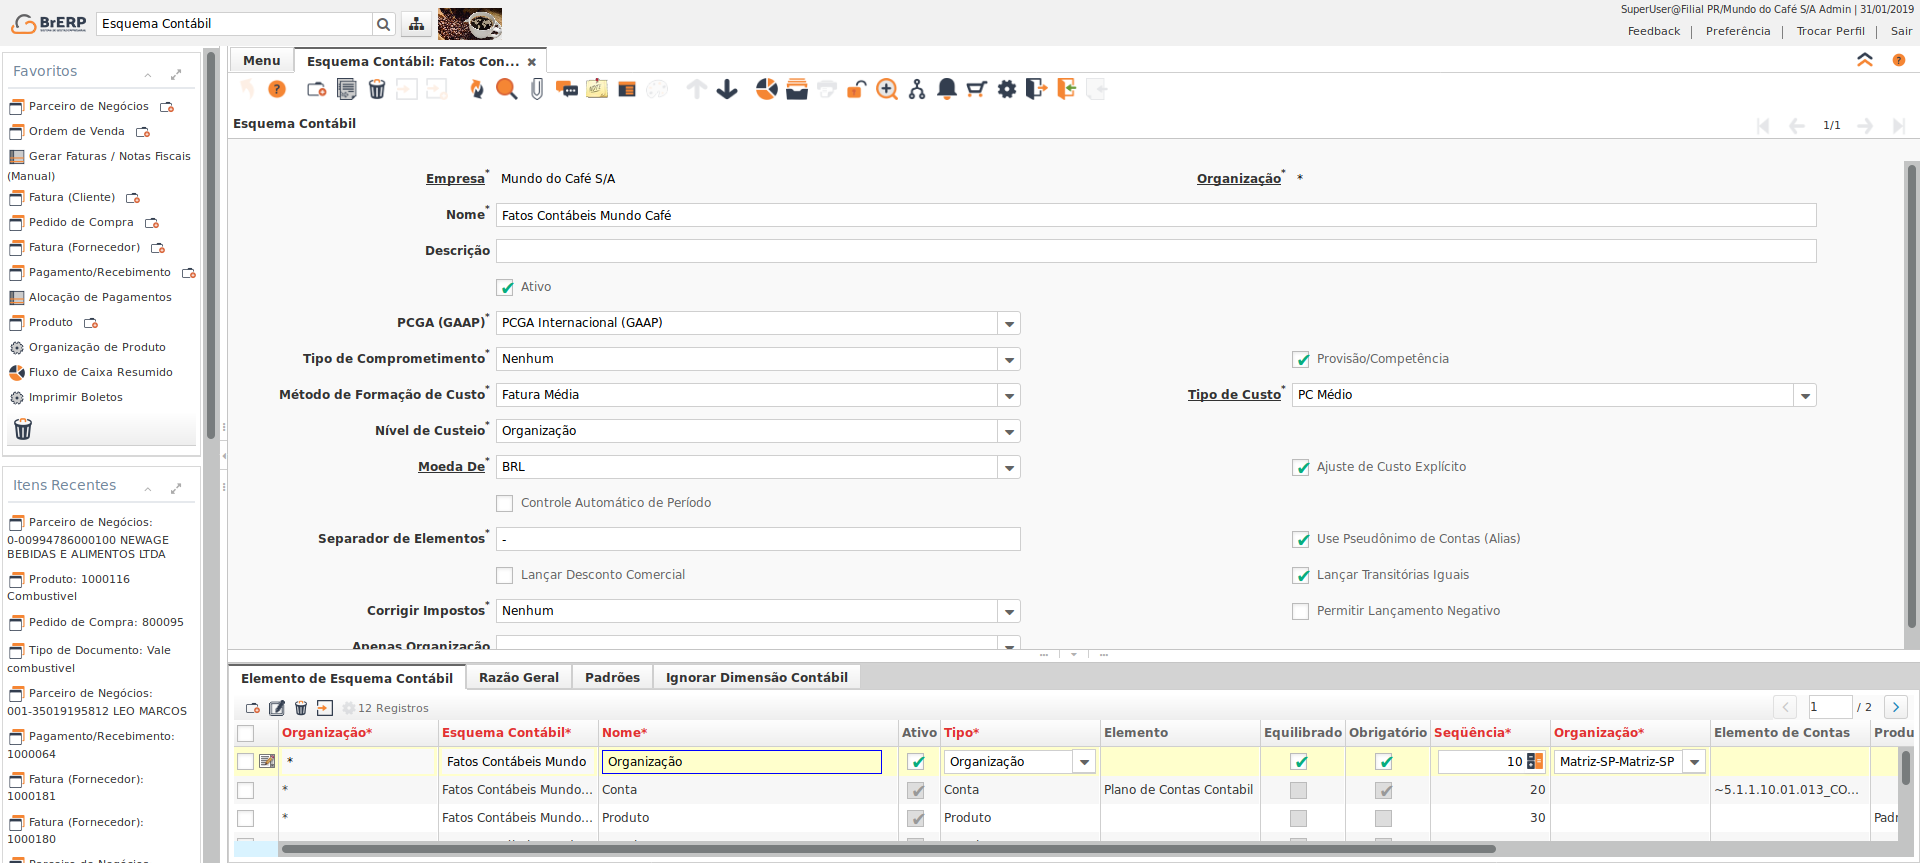 BrERP
Esquema Contábil
SuperUser@Filial PR/Mundo do Café S/A Admin | 31/01/2019
Feedback | Preferência | Trocar Perfil | Sair
Favoritos
Parceiro de Negócios
Ordem de Venda
Gerar Faturas / Notas Fiscais
(Manual)
Fatura (Cliente)
Pedido de Compra
Fatura (Fornecedor)
Pagamento/Recebimento
Alocação de Pagamentos
Produto
Organização de Produto
Fluxo de Caixa Resumido
Imprimir Boletos
Itens Recentes
Parceiro de Negócios:
0-00994786000100 NEWAGE
BEBIDAS E ALIMENTOS LTDA
Produto: 1000116
Combustivel
Pedido de Compra: 800095
Tipo de Documento: Vale
combustivel
Parceiro de Negócios:
001-35019195812 LEO MARCOS
Pagamento/Recebimento:
1000064
Fatura (Fornecedor):
1000181
Fatura (Fornecedor):
1000180
Parceiro de Negócios
Menu
Esquema Contábil: Fatos Con...
Esquema Contábil
1/1
Empresa* Mundo do Café S/A
Organização* *
Nome* Fatos Contábeis Mundo Café
Descrição
Ativo
PCGA (GAAP)* PCGA Internacional (GAAP)
Tipo de Comprometimento* Nenhum
Provisão/Competência
Método de Formação de Custo* Fatura Média
Tipo de Custo* PC Médio
Nível de Custeio* Organização
Moeda De* BRL
Ajuste de Custo Explícito
Controle Automático de Período
Separador de Elementos* -
Use Pseudônimo de Contas (Alias)
Lançar Desconto Comercial
Lançar Transitórias Iguais
Corrigir Impostos* Nenhum
Permitir Lançamento Negativo
Apenas Organização
Elemento de Esquema Contábil
Razão Geral
Padrões
Ignorar Dimensão Contábil
12 Registros
1 / 2
Organização* Esquema Contábil* Nome* Ativo Tipo* Elemento Equilibrado Obrigatório Seqüência* Organização* Elemento de Contas Produ
* Fatos Contábeis Mundo Organização Organização 10 Matriz-SP-Matriz-SP
* Fatos Contábeis Mundo... Conta Conta Plano de Contas Contabil 20 ~5.1.1.10.01.013_CO...
* Fatos Contábeis Mundo... Produto Produto 30 Padr